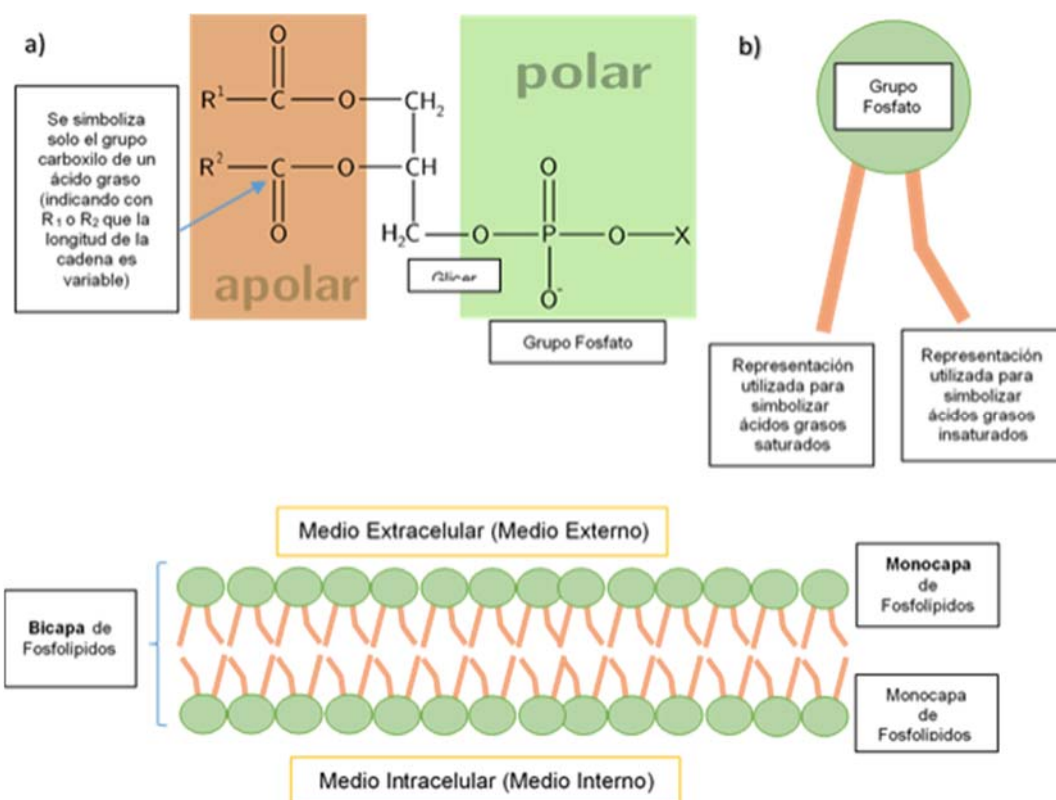 a)
b)
Se simboliza
solo el grupo
carboxilo de un
ácido graso
(indicando con
R₁ o R₂ que la
longitud de la
cadena es
variable)
O
R¹ C O CH₂
R² C O CH
O
H₂C O P O X
O
O⁻
apolar
polar
Grupo Fosfato
Grupo
Fosfato
Representación
utilizada para
simbolizar
ácidos grasos
saturados
Representación
utilizada para
simbolizar
ácidos grasos
insaturados
Medio Extracelular (Medio Externo)
Bicapa de
Fosfolípidos
Monocapa
de
Fosfolípidos
Monocapa
de
Fosfolípidos
Medio Intracelular (Medio Interno)